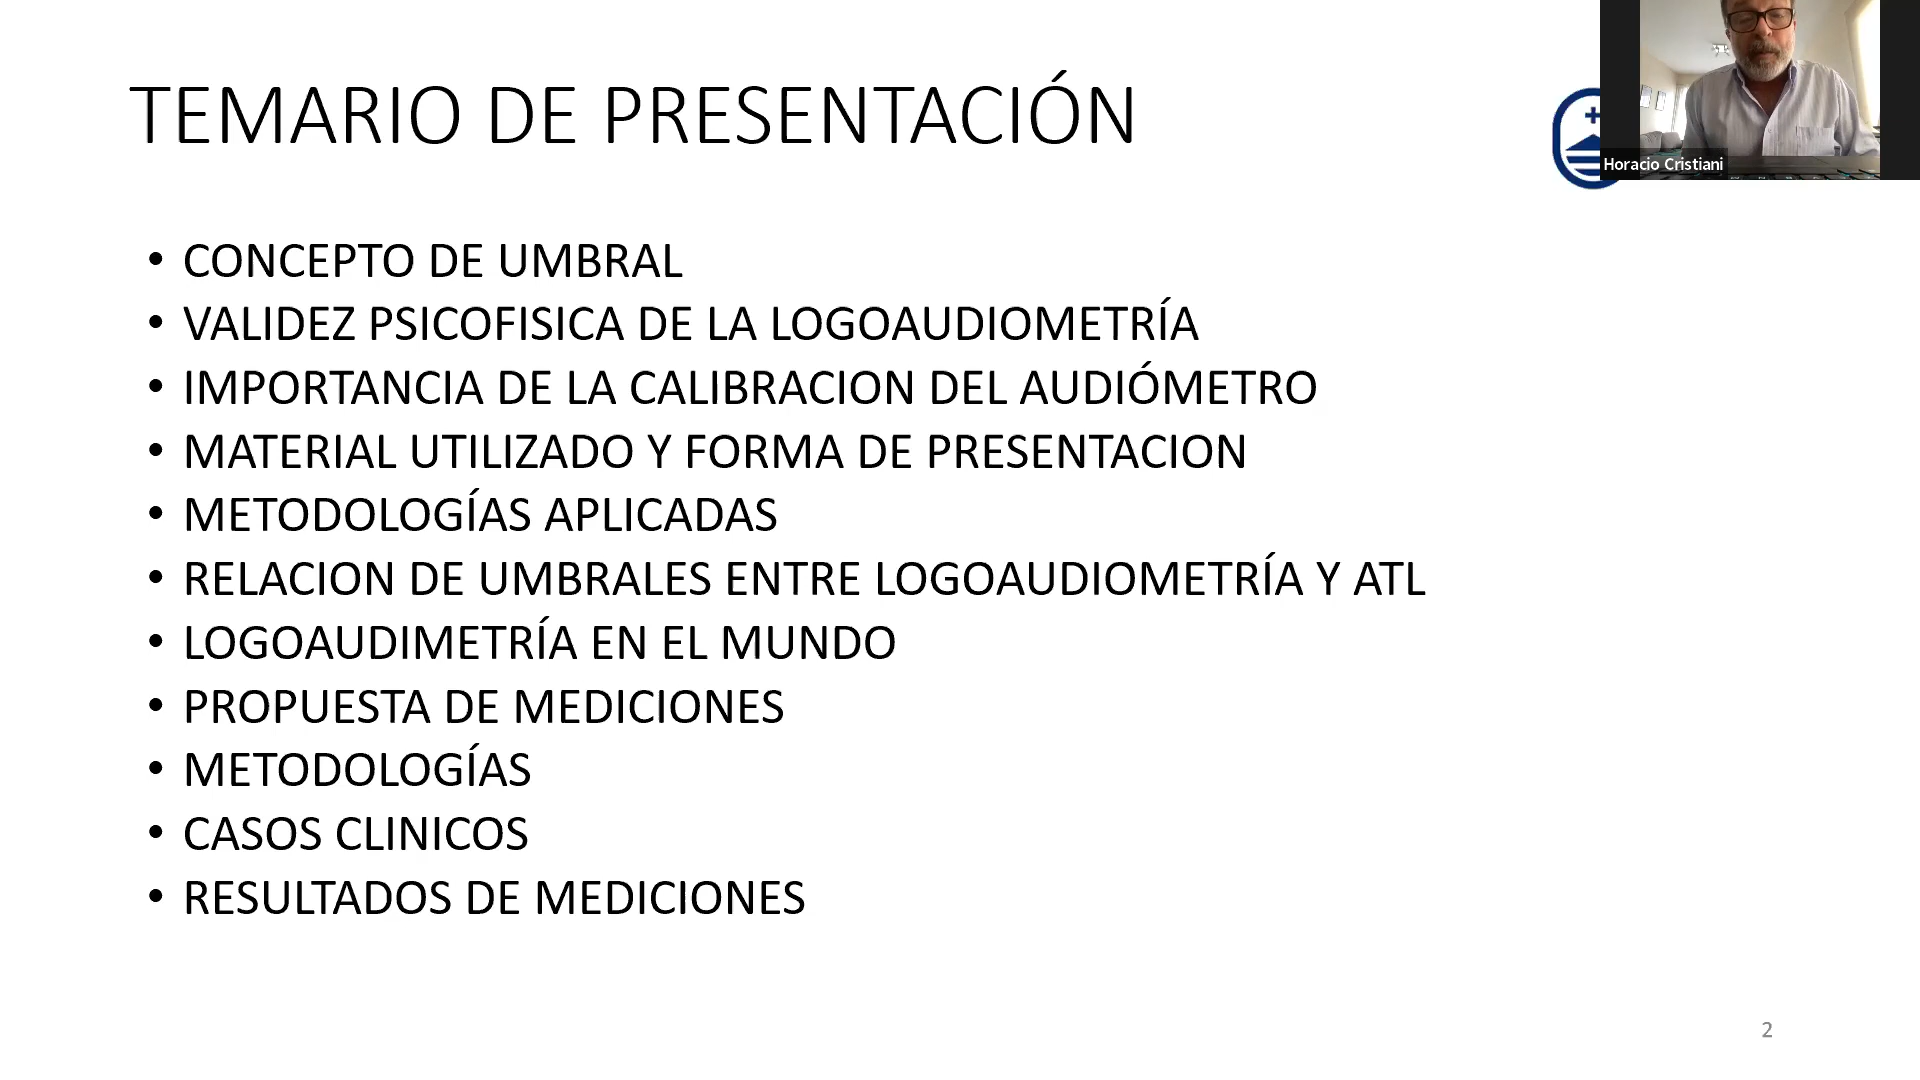 TEMARIO DE PRESENTACIÓN
Horacio Cristiani
• CONCEPTO DE UMBRAL
• VALIDEZ PSICOFISICA DE LA LOGOAUDIOMETRÍA
• IMPORTANCIA DE LA CALIBRACION DEL AUDIÓMETRO
• MATERIAL UTILIZADO Y FORMA DE PRESENTACION
• METODOLOGÍAS APLICADAS
• RELACION DE UMBRALES ENTRE LOGOAUDIOMETRÍA Y ATL
• LOGOAUDIMETRÍA EN EL MUNDO
• PROPUESTA DE MEDICIONES
• METODOLOGÍAS
• CASOS CLINICOS
• RESULTADOS DE MEDICIONES
2